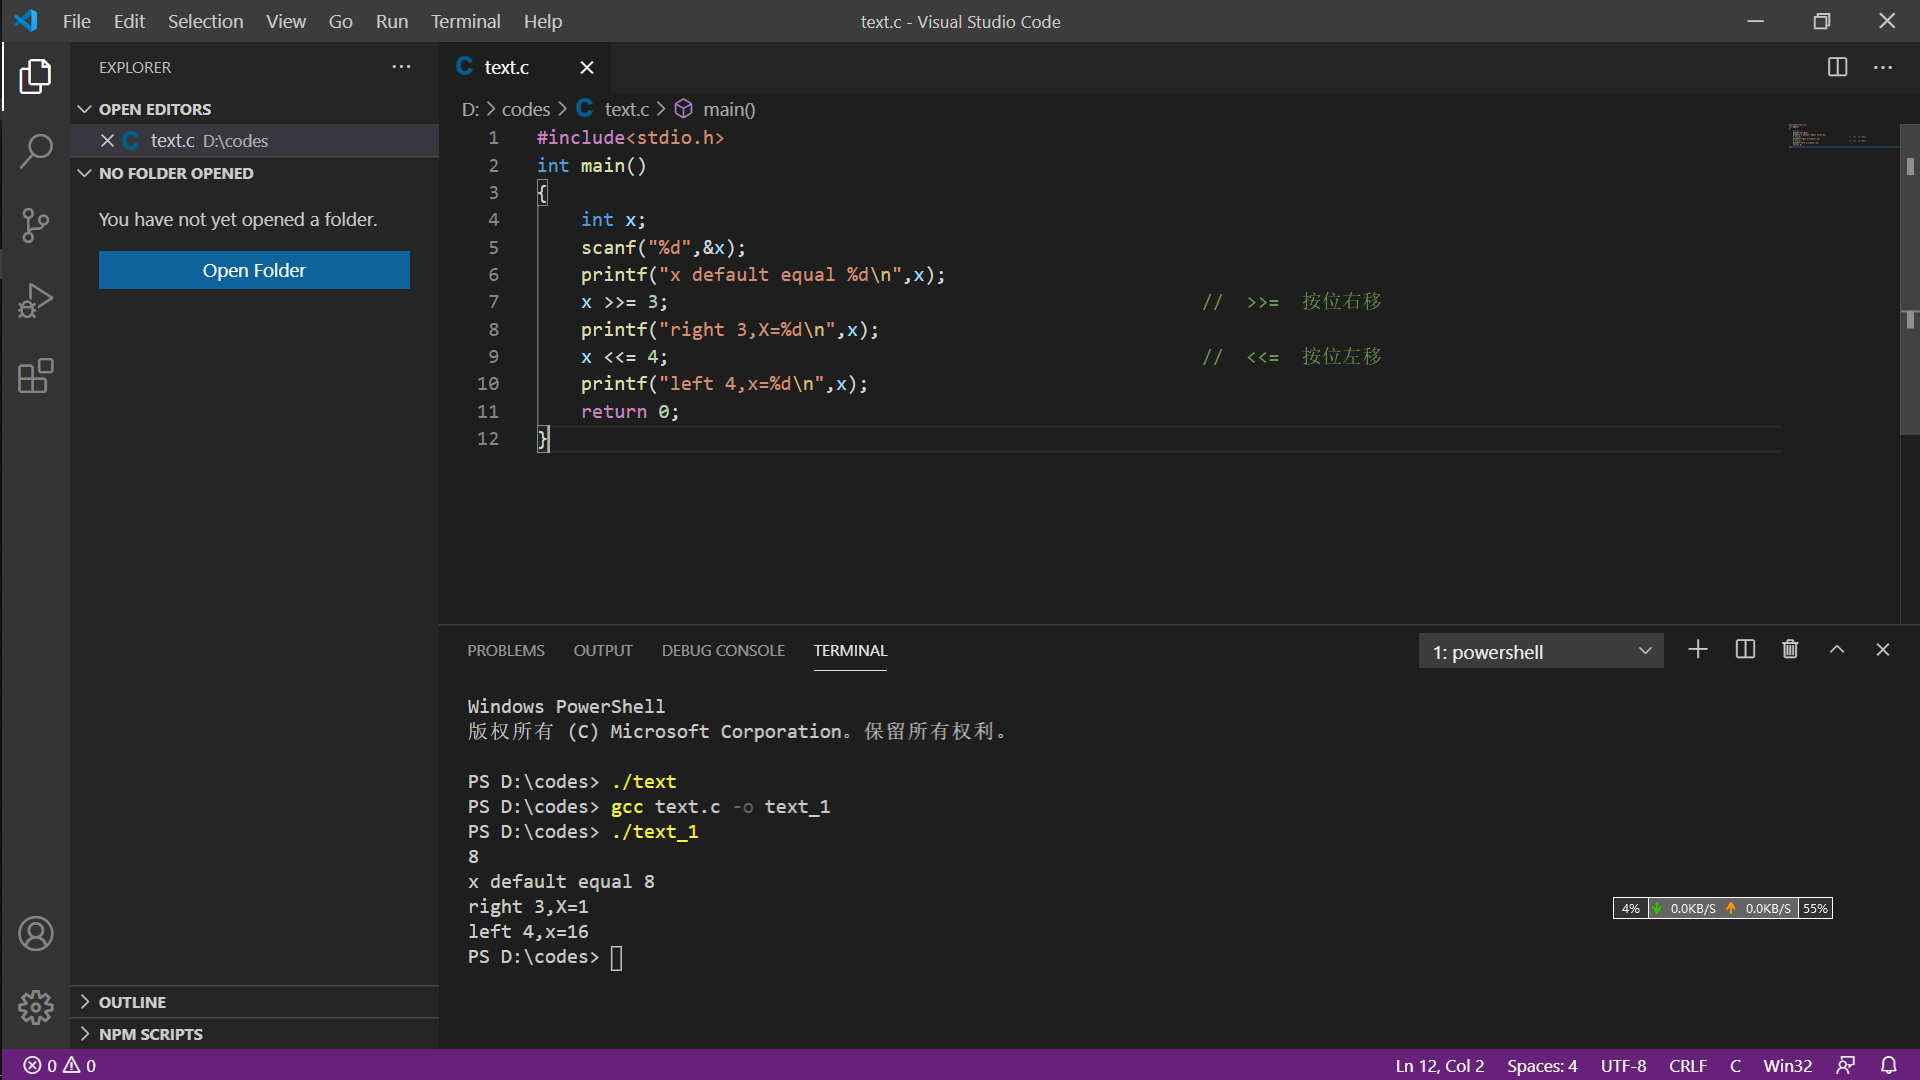 File Edit Selection View Go Run Terminal Help
text.c - Visual Studio Code
EXPLORER
OPEN EDITORS
text.c D:\codes
NO FOLDER OPENED
You have not yet opened a folder.
Open Folder
OUTLINE
NPM SCRIPTS
text.c
D: > codes > text.c > main()
1 #include<stdio.h>
2 int main()
3 {
4     int x;
5     scanf("%d",&x);
6     printf("x default equal %d\n",x);
7     x >>= 3; // >>= 按位右移
8     printf("right 3,X=%d\n",x);
9     x <<= 4; // <<= 按位左移
10     printf("left 4,x=%d\n",x);
11     return 0;
12 }
PROBLEMS OUTPUT DEBUG CONSOLE TERMINAL
1: powershell
Windows PowerShell
版权所有 (C) Microsoft Corporation。保留所有权利。
PS D:\codes> ./text
PS D:\codes> gcc text.c -o text_1
PS D:\codes> ./text_1
8
x default equal 8
right 3,X=1
left 4,x=16
PS D:\codes>
4% 0.0KB/S 0.0KB/S 55%
0 0
Ln 12, Col 2 Spaces: 4 UTF-8 CRLF C Win32